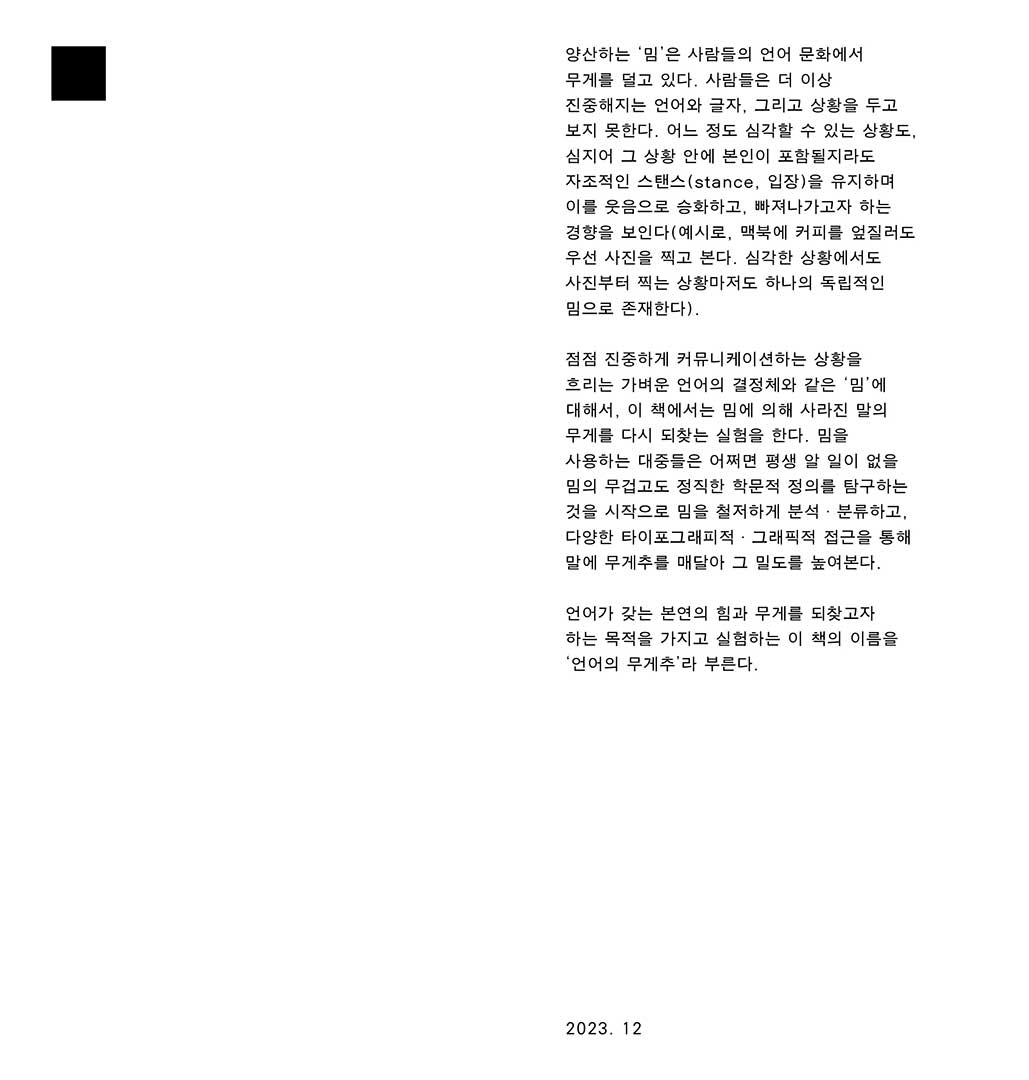 양산하는 ‘밈’은 사람들의 언어 문화에서
무게를 덜고 있다. 사람들은 더 이상
진중해지는 언어와 글자, 그리고 상황을 두고
보지 못한다. 어느 정도 심각할 수 있는 상황도,
심지어 그 상황 안에 본인이 포함될지라도
자조적인 스탠스(stance, 입장)을 유지하며
이를 웃음으로 승화하고, 빠져나가고자 하는
경향을 보인다(예시로, 맥북에 커피를 엎질러도
우선 사진을 찍고 본다. 심각한 상황에서도
사진부터 찍는 상황마저도 하나의 독립적인
밈으로 존재한다).
점점 진중하게 커뮤니케이션하는 상황을
흐리는 가벼운 언어의 결정체와 같은 ‘밈’에
대해서, 이 책에서는 밈에 의해 사라진 말의
무게를 다시 되찾는 실험을 한다. 밈을
사용하는 대중들은 어쩌면 평생 알 일이 없을
밈의 무겁고도 정직한 학문적 정의를 탐구하는
것을 시작으로 밈을 철저하게 분석 · 분류하고,
다양한 타이포그래피적 · 그래픽적 접근을 통해
말에 무게추를 매달아 그 밀도를 높여본다.
언어가 갖는 본연의 힘과 무게를 되찾고자
하는 목적을 가지고 실험하는 이 책의 이름을
‘언어의 무게추’라 부른다.
2023. 12